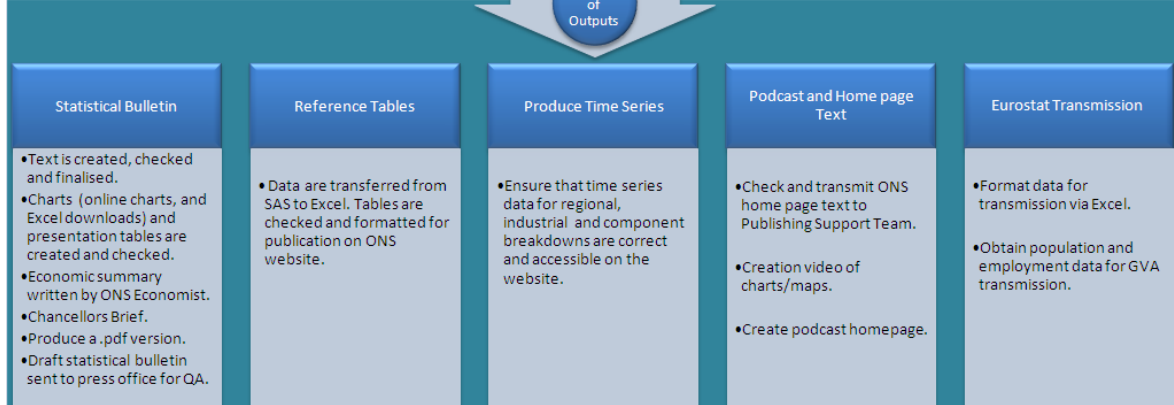 of
Outputs
Statistical Bulletin
•Text is created, checked
and finalised.
•Charts (online charts, and
Excel downloads) and
presentation tables are
created and checked.
•Economic summary
written by ONS Economist.
•Chancellors Brief.
•Produce a .pdf version.
•Draft statistical bulletin
sent to press office for QA.
Reference Tables
• Data are transferred from
SAS to Excel. Tables are
checked and formatted for
publication on ONS
website.
Produce Time Series
•Ensure that time series
data for regional,
industrial and component
breakdowns are correct
and accessible on the
website.
Podcast and Home page
Text
•Check and transmit ONS
home page text to
Publishing Support Team.
•Creation video of
charts/maps.
•Create podcast homepage.
Eurostat Transmission
•Format data for
transmission via Excel.
•Obtain population and
employment data for GVA
transmission.